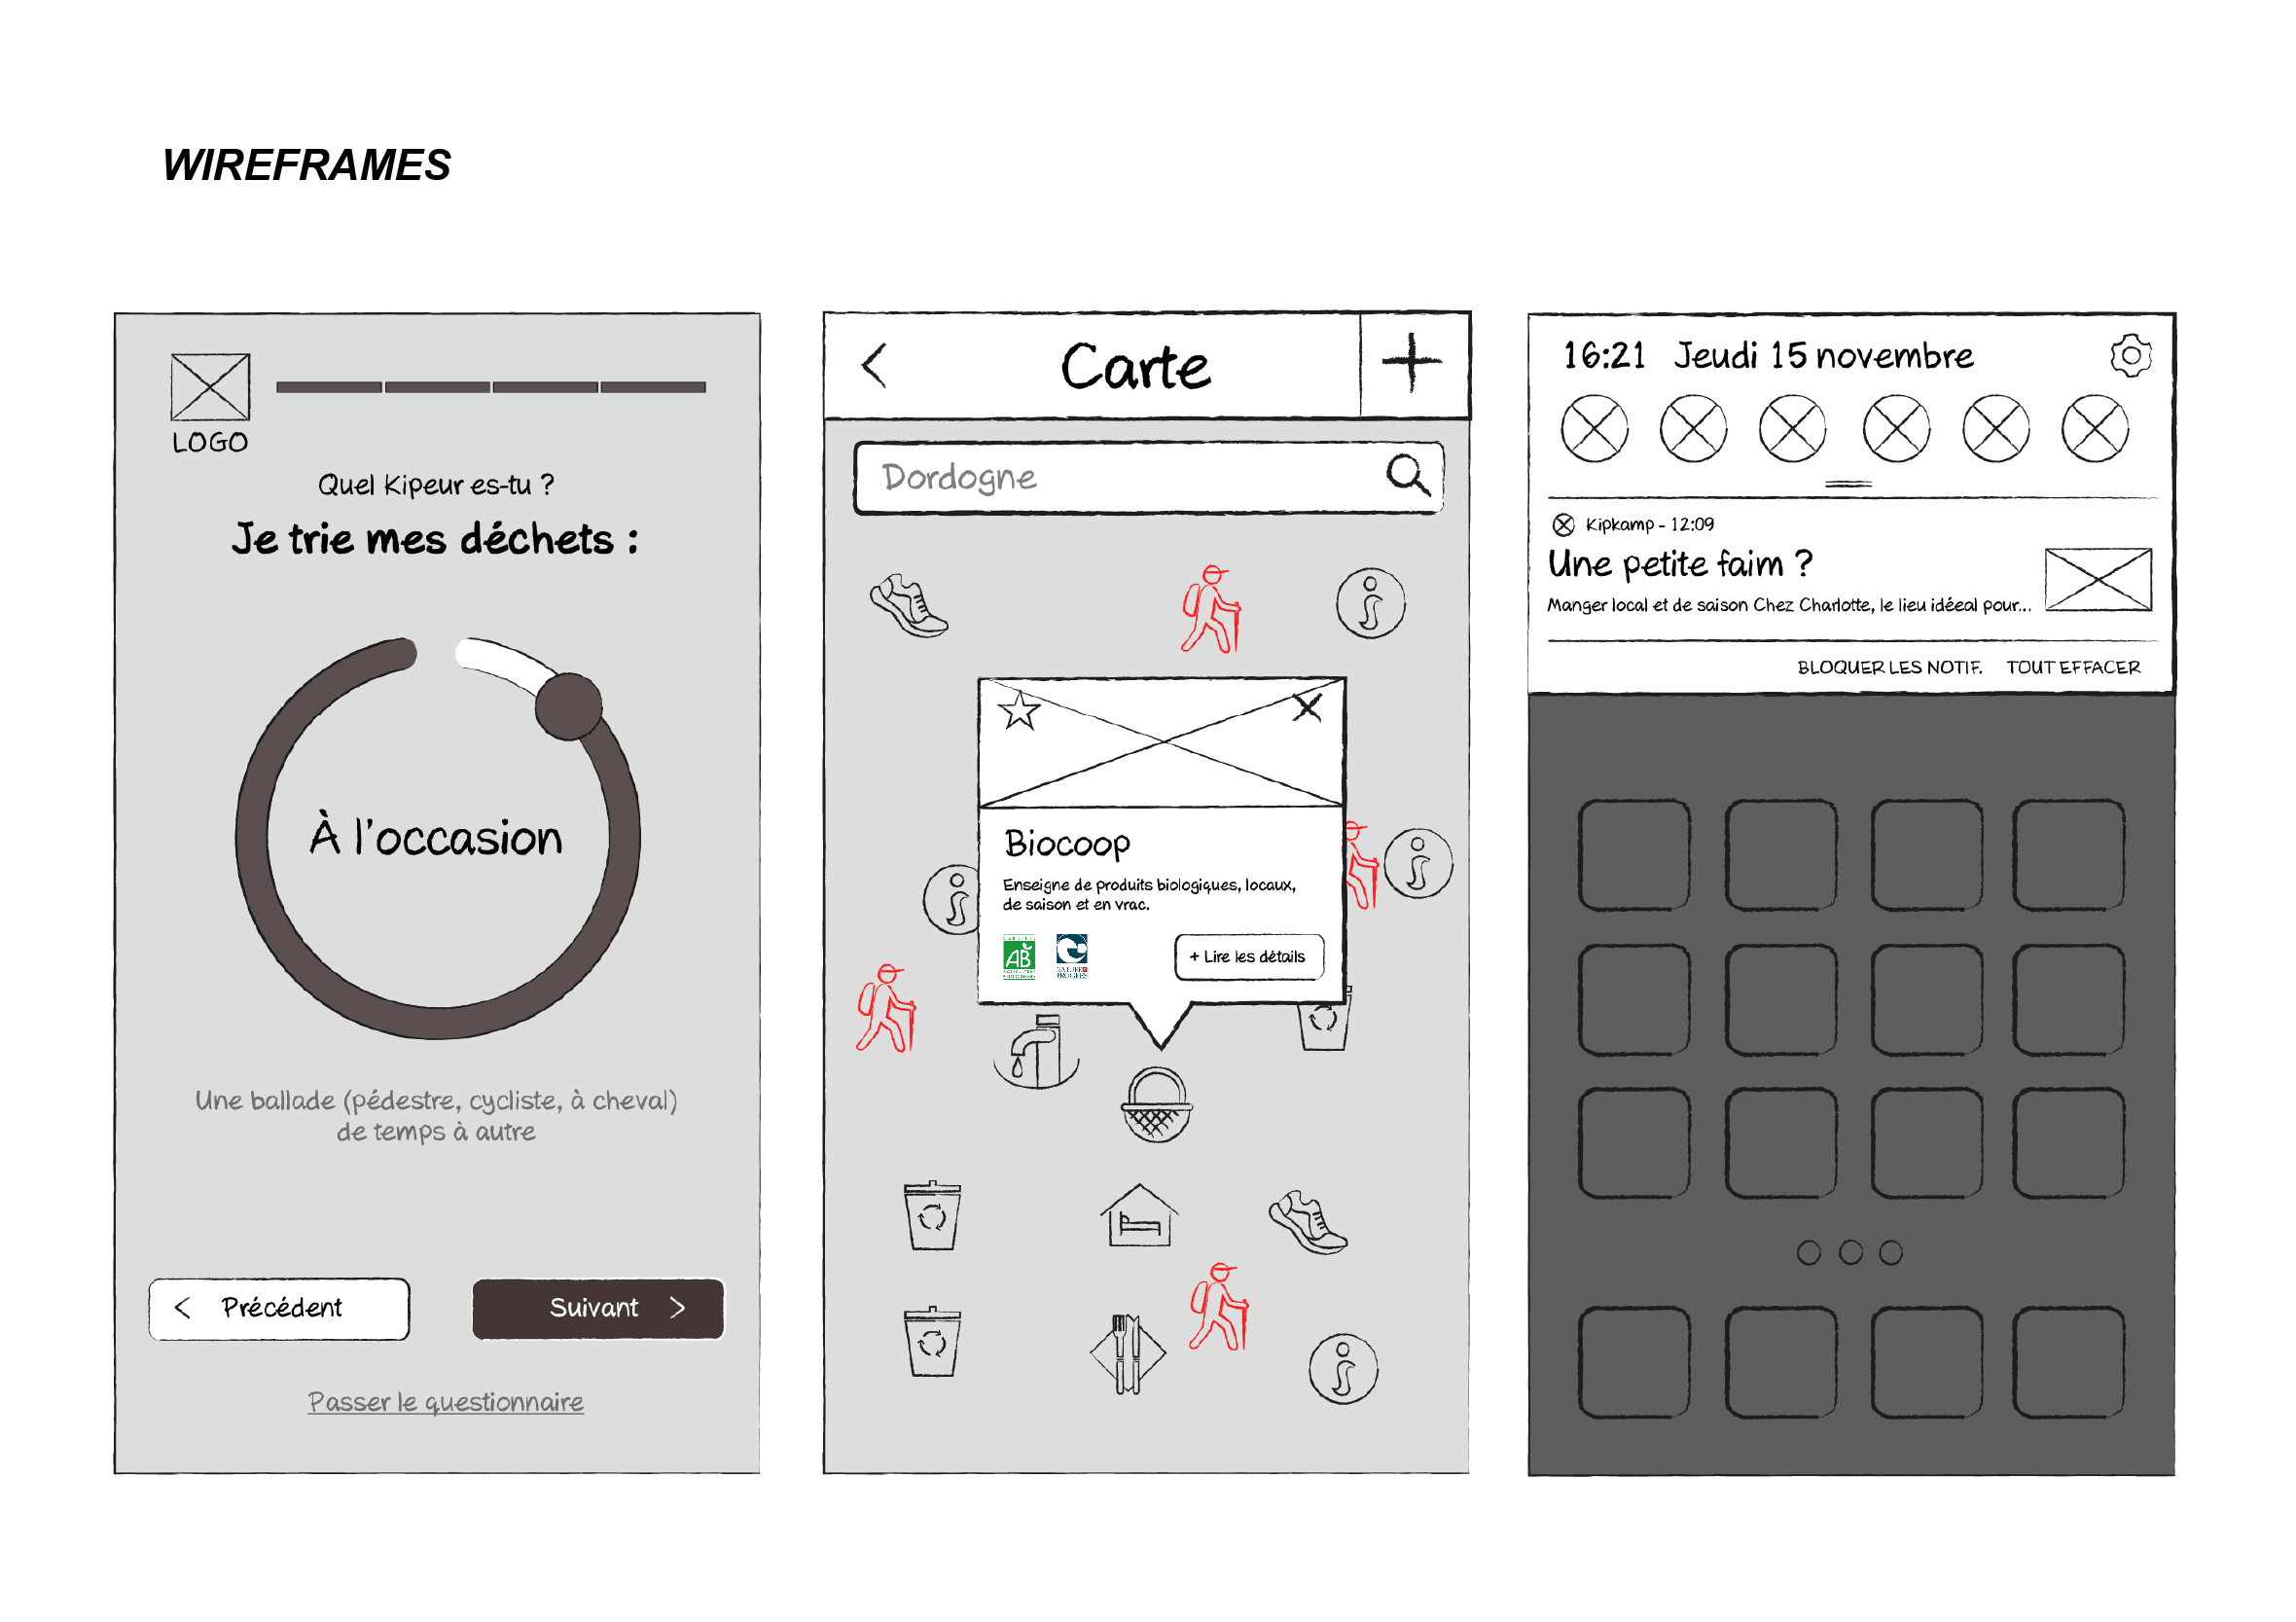 WIREFRAMES
LOGO
Quel Kipeur es-tu ?
Je trie mes déchets :
À l'occasion
Une ballade (pédestre, cycliste, à cheval)
de temps à autre
< Précédent
Suivant >
Passer le questionnaire
Carte
Dordogne
Biocoop
Enseigne de produits biologiques, locaux,
de saison et en vrac.
AB
NATURE
PROGRÈS
+ Lire les détails
16:21 Jeudi 15 novembre
Kipkamp - 12:09
Une petite faim ?
Manger local et de saison Chez Charlotte, le lieu idéeal pour...
BLOQUER LES NOTIF. TOUT EFFACER